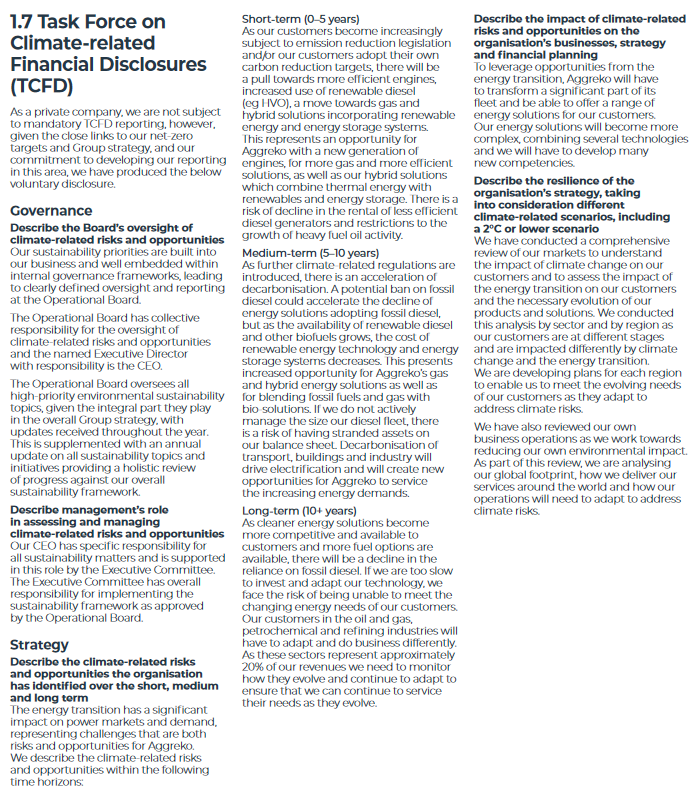 1.7 Task Force on
Climate-related
Financial Disclosures
(TCFD)
As a private company, we are not subject
to mandatory TCFD reporting, however,
given the close links to our net-zero
targets and Group strategy, and our
commitment to developing our reporting
in this area, we have produced the below
voluntary disclosure.
Governance
Describe the Board's oversight of
climate-related risks and opportunities
Our sustainability priorities are built into
our business and well embedded within
internal governance frameworks, leading
to clearly defined oversight and reporting
at the Operational Board.
The Operational Board has collective
responsibility for the oversight of
climate-related risks and opportunities
and the named Executive Director
with responsibility is the CEO.
The Operational Board oversees all
high-priority environmental sustainability
topics, given the integral part they play
in the overall Group strategy, with
updates received throughout the year.
This is supplemented with an annual
update on all sustainability topics and
initiatives providing a holistic review
of progress against our overall
sustainability framework.
Describe management's role
in assessing and managing
climate-related risks and opportunities
Our CEO has specific responsibility for
all sustainability matters and is supported
in this role by the Executive Committee.
The Executive Committee has overall
responsibility for implementing the
sustainability framework as approved
by the Operational Board.
Strategy
Describe the climate-related risks
and opportunities the organisation
has identified over the short, medium
and long term
The energy transition has a significant
impact on power markets and demand,
representing challenges that are both
risks and opportunities for Aggreko.
We describe the climate-related risks
and opportunities within the following
time horizons:
Short-term (0–5 years)
As our customers become increasingly
subject to emission reduction legislation
and/or our customers adopt their own
carbon reduction targets, there will be
a pull towards more efficient engines,
increased use of renewable diesel
(eg HVO), a move towards gas and
hybrid solutions incorporating renewable
energy and energy storage systems.
This represents an opportunity for
Aggreko with a new generation of
engines, for more gas and more efficient
solutions, as well as our hybrid solutions
which combine thermal energy with
renewables and energy storage. There is a
risk of decline in the rental of less efficient
diesel generators and restrictions to the
growth of heavy fuel oil activity.
Medium-term (5–10 years)
As further climate-related regulations are
introduced, there is an acceleration of
decarbonisation. A potential ban on fossil
diesel could accelerate the decline of
energy solutions adopting fossil diesel,
but as the availability of renewable diesel
and other biofuels grows, the cost of
renewable energy technology and energy
storage systems decreases. This presents
increased opportunity for Aggreko's gas
and hybrid energy solutions as well as
for blending fossil fuels and gas with
bio-solutions. If we do not actively
manage the size our diesel fleet, there
is a risk of having stranded assets on
our balance sheet. Decarbonisation of
transport, buildings and industry will
drive electrification and will create new
opportunities for Aggreko to service
the increasing energy demands.
Long-term (10+ years)
As cleaner energy solutions become
more competitive and available to
customers and more fuel options are
available, there will be a decline in the
reliance on fossil diesel. If we are too slow
to invest and adapt our technology, we
face the risk of being unable to meet the
changing energy needs of our customers.
Our customers in the oil and gas,
petrochemical and refining industries will
have to adapt and do business differently.
As these sectors represent approximately
20% of our revenues we need to monitor
how they evolve and continue to adapt to
ensure that we can continue to service
their needs as they evolve.
Describe the impact of climate-related
risks and opportunities on the
organisation's businesses, strategy
and financial planning
To leverage opportunities from the
energy transition, Aggreko will have
to transform a significant part of its
fleet and be able to offer a range of
energy solutions for our customers.
Our energy solutions will become more
complex, combining several technologies
and we will have to develop many
new competencies.
Describe the resilience of the
organisation's strategy, taking
into consideration different
climate-related scenarios, including
a 2°C or lower scenario
We have conducted a comprehensive
review of our markets to understand
the impact of climate change on our
customers and to assess the impact of
the energy transition on our customers
and the necessary evolution of our
products and solutions. We conducted
this analysis by sector and by region as
our customers are at different stages
and are impacted differently by climate
change and the energy transition.
We are developing plans for each region
to enable us to meet the evolving needs
of our customers as they adapt to
address climate risks.
We have also reviewed our own
business operations as we work towards
reducing our own environmental impact.
As part of this review, we are analysing
our global footprint, how we deliver our
services around the world and how our
operations will need to adapt to address
climate risks.